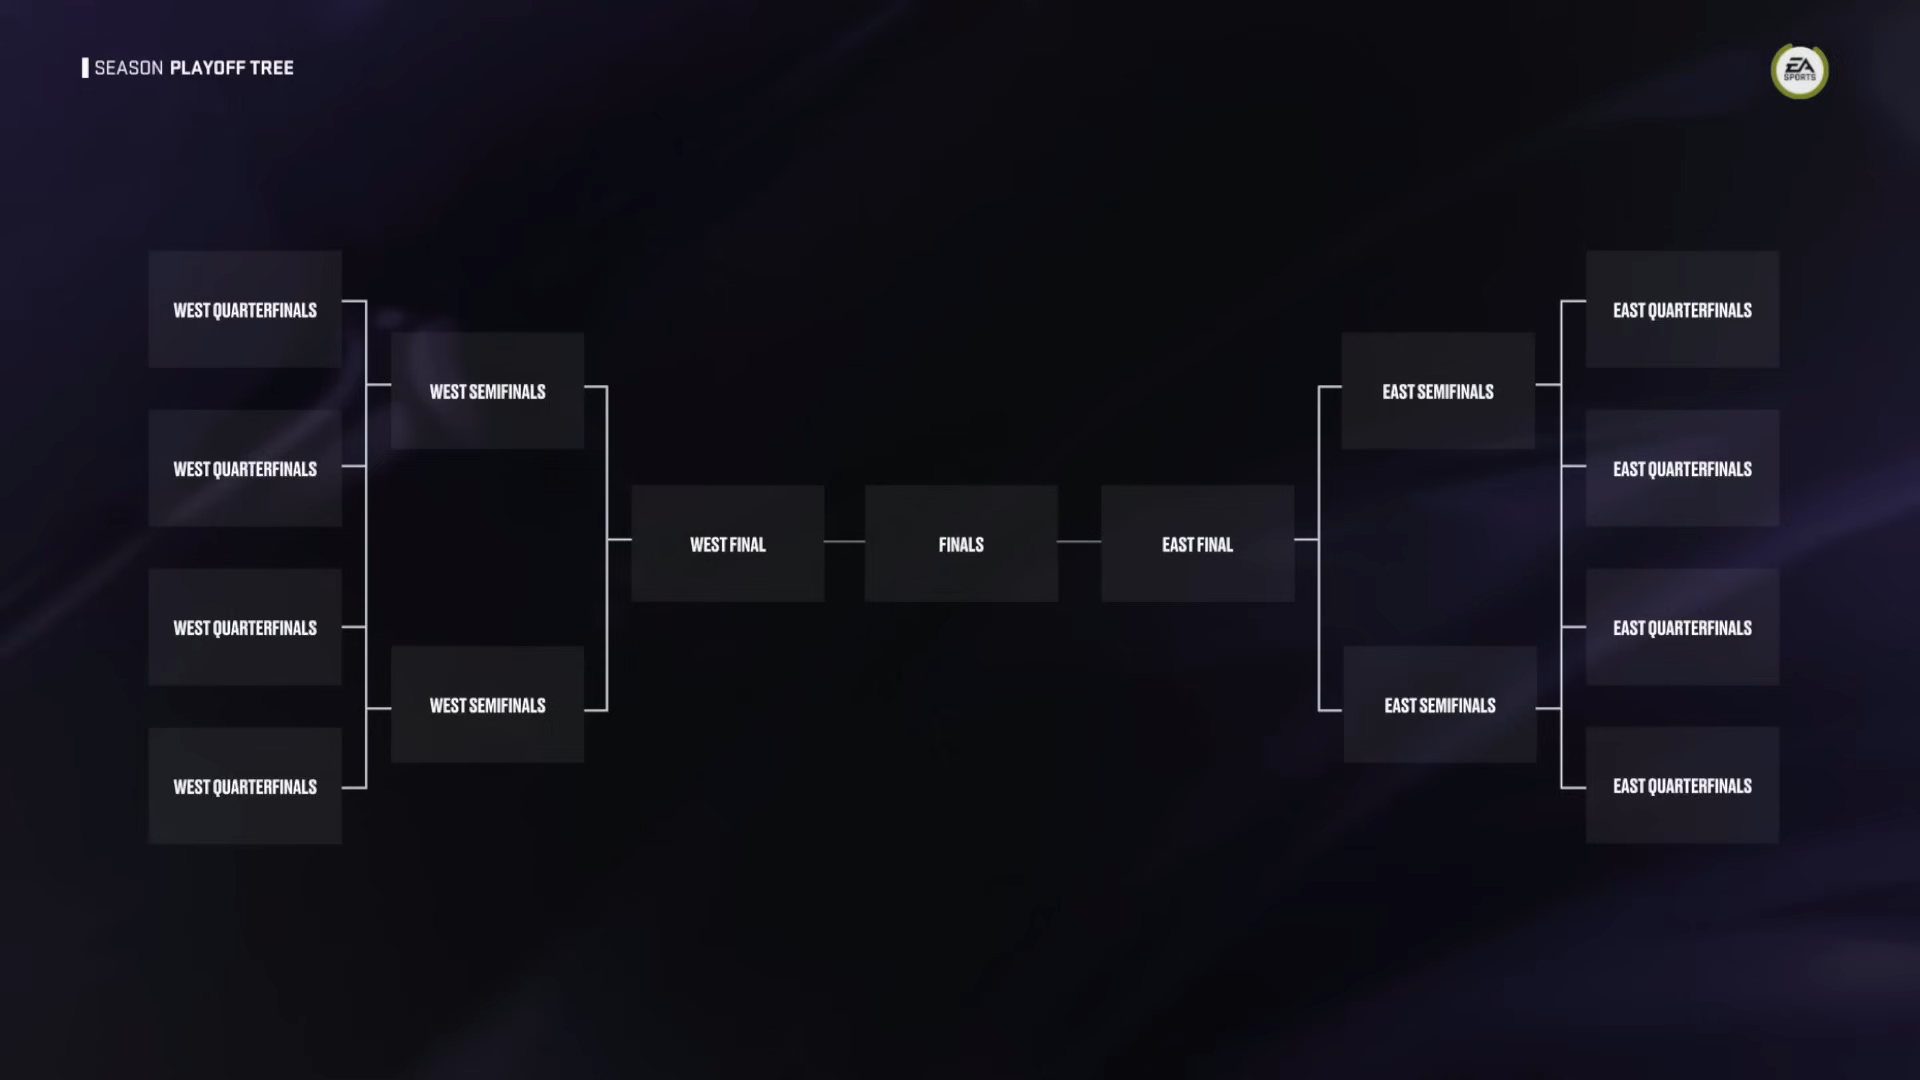 SEASON PLAYOFF TREE
EA
SPORTS
WEST QUARTERFINALS
WEST QUARTERFINALS
WEST QUARTERFINALS
WEST QUARTERFINALS
WEST SEMIFINALS
WEST SEMIFINALS
WEST FINAL
FINALS
EAST FINAL
EAST SEMIFINALS
EAST SEMIFINALS
EAST QUARTERFINALS
EAST QUARTERFINALS
EAST QUARTERFINALS
EAST QUARTERFINALS